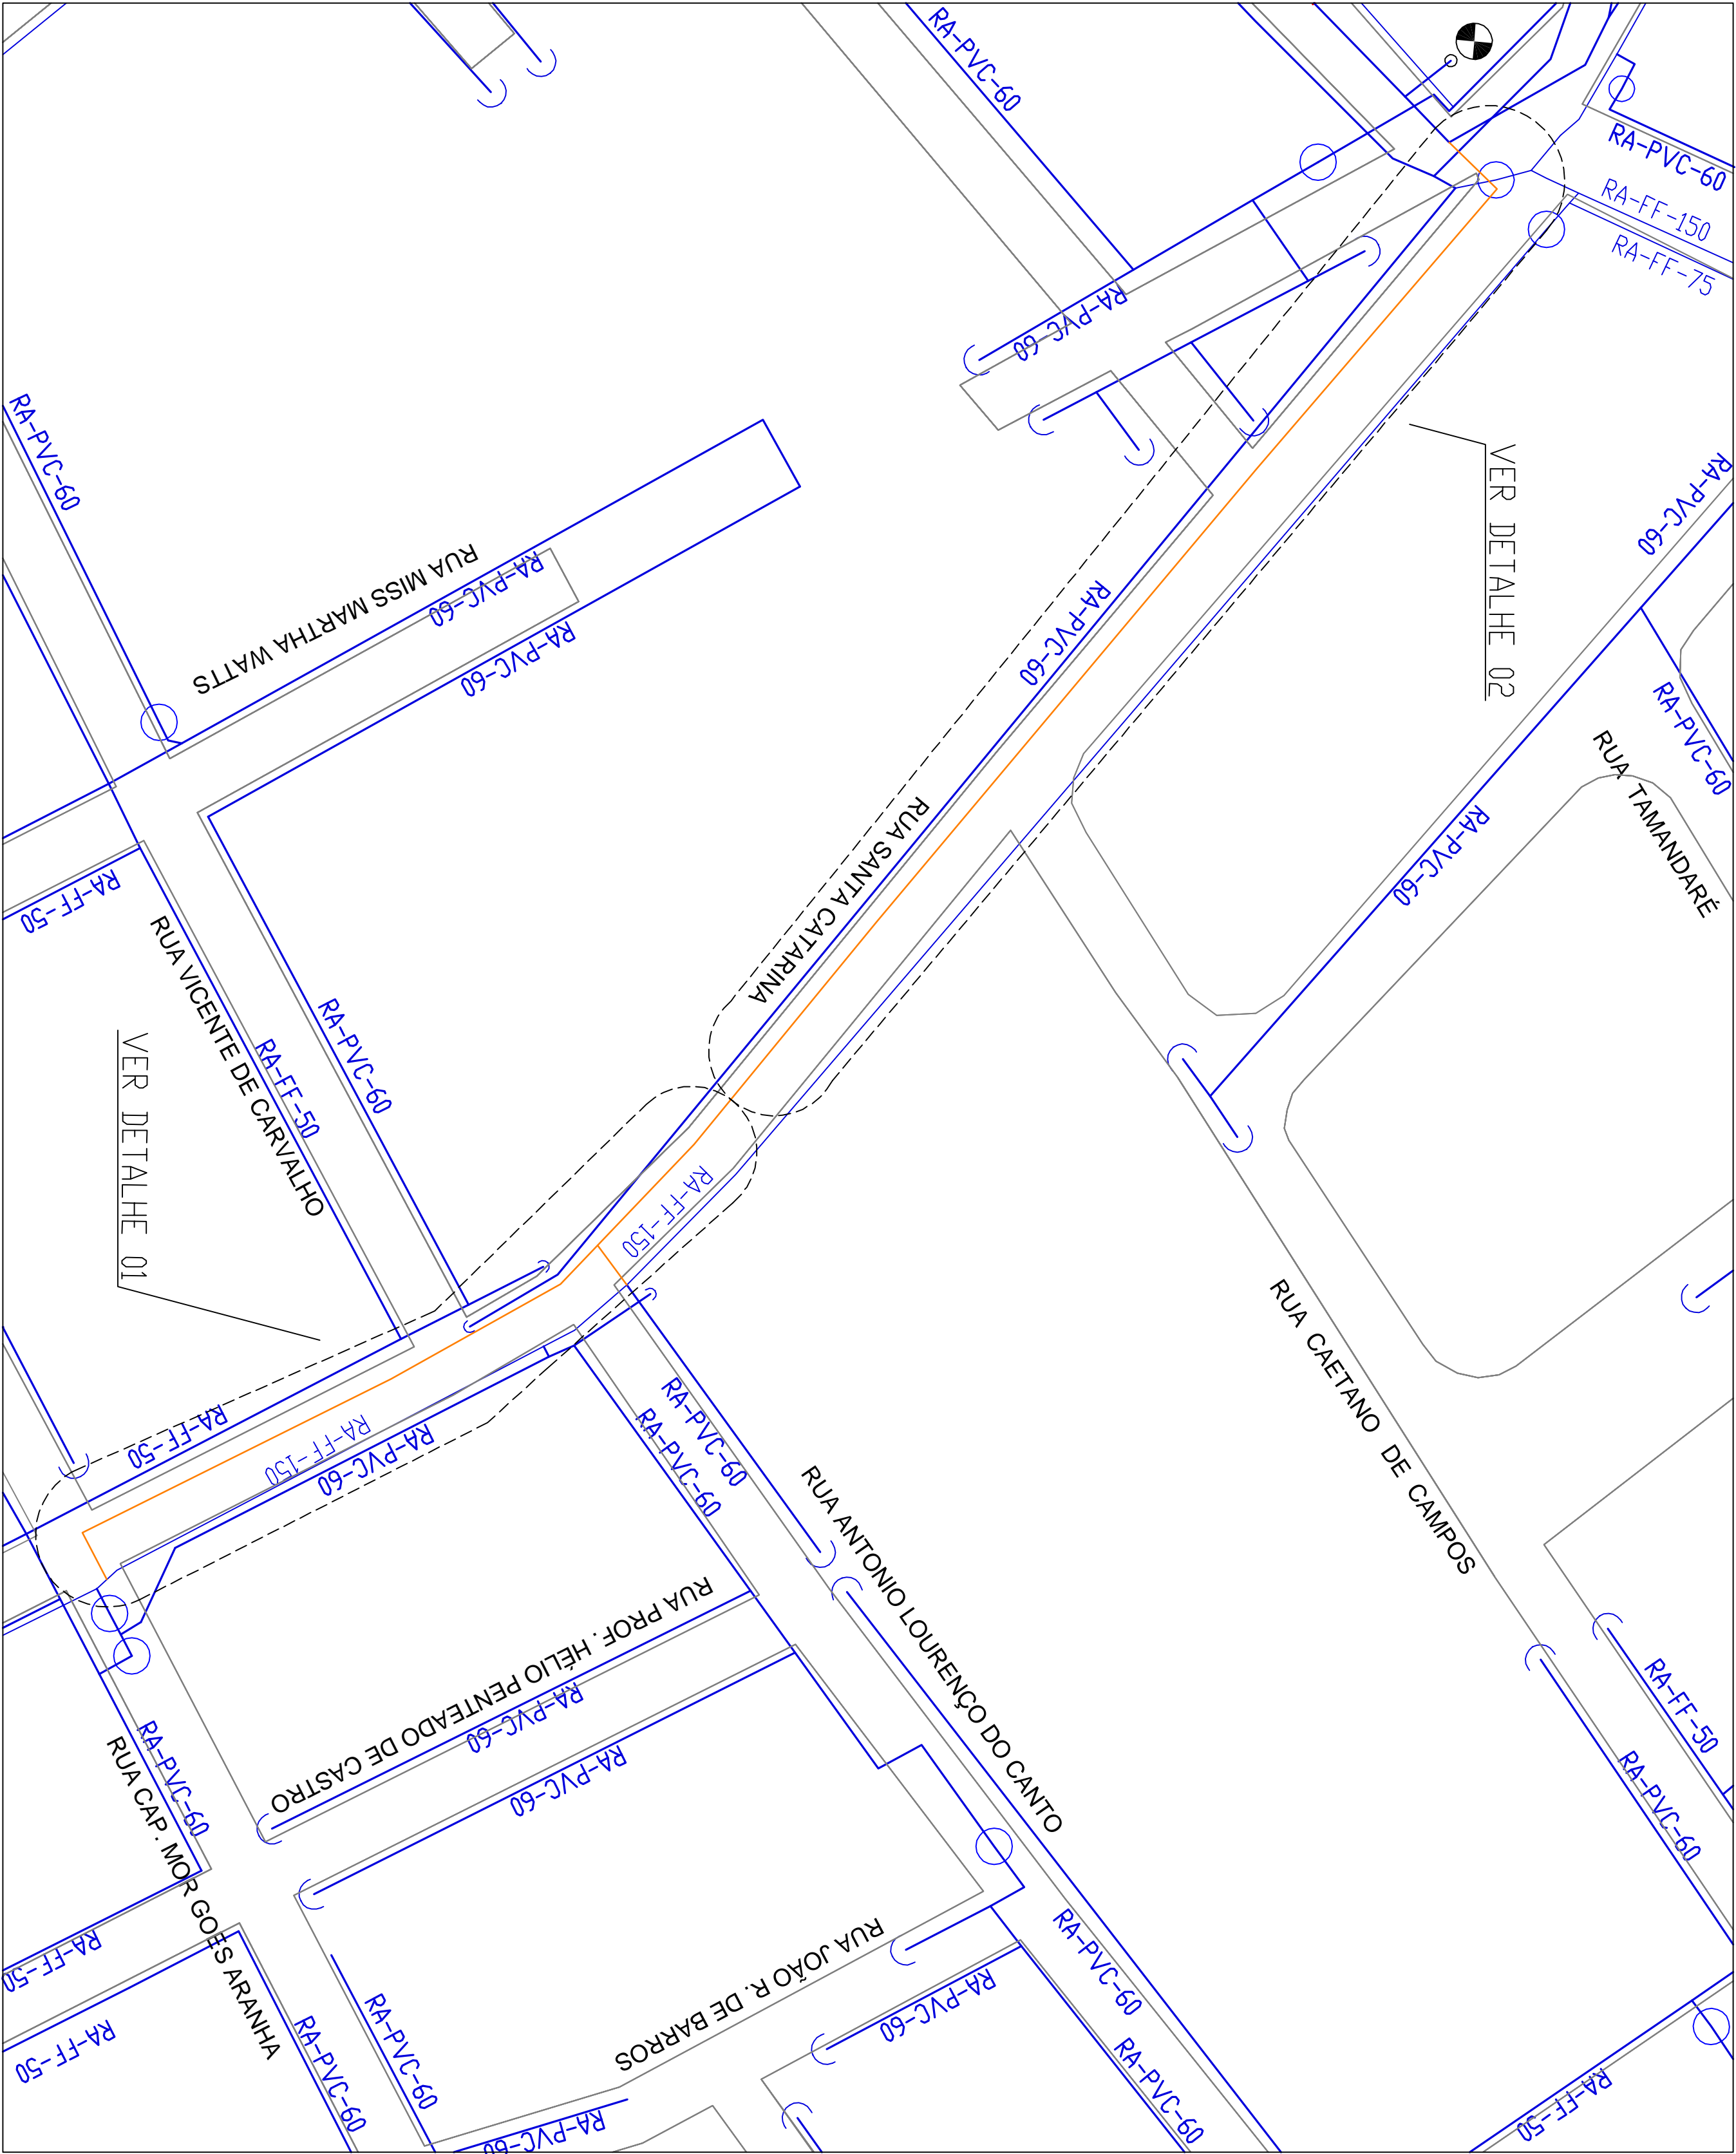 RA-PVC-60
RA-PVC-60
RA-FF-150
RA-FF-75
RA-PVC-60
RA-PVC-60
VER DETALHE 02
RA-PVC-60
RUA MISS MARTHA WATTS
RA-PVC-60
RA-PVC-60
RA-PVC-60
RA-PVC-60
RUA TAMANDARÉ
RA-PVC-60
RUA SANTA CATARINA
RA-FF-50
RUA VICENTE DE CARVALHO
RA-PVC-60
RA-FF-50
VER DETALHE 01
RA-FF-150
RUA CAETANO DE CAMPOS
RA-FF-50
RA-FF-150
RA-PVC-60
RA-PVC-60
RA-PVC-60
RUA ANTONIO LOURENÇO DO CANTO
RUA PROF. HÉLIO PENTEADO DE CASTRO
RA-PVC-60
RA-PVC-60
RA-PVC-60
RUA CAP. MOR GOES ARANHA
RA-FF-50
RA-PVC-60
RA-FF-50
RA-FF-50
RA-PVC-60
RA-PVC-60
RUA JOÃO R. DE BARROS
RA-PVC-60
RA-PVC-60
RA-PVC-60
RA-PVC-60
RA-FF-50